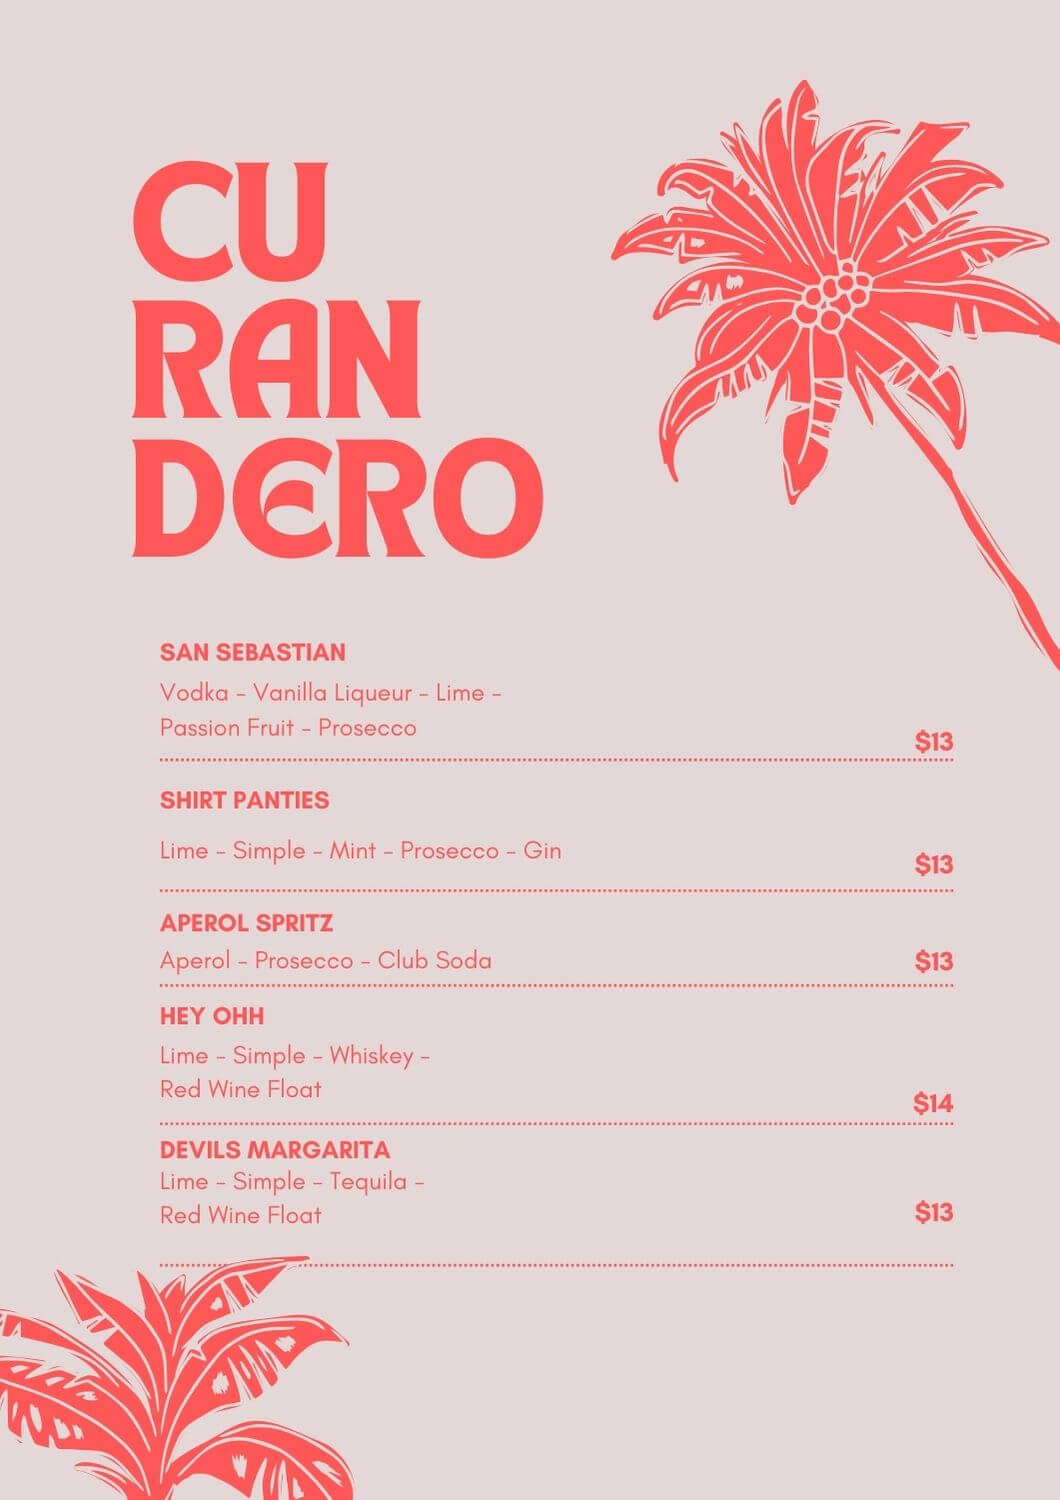 CU
RAN
DERO
SAN SEBASTIAN
Vodka - Vanilla Liqueur - Lime -
Passion Fruit - Prosecco
$13
SHIRT PANTIES
Lime - Simple - Mint - Prosecco - Gin
$13
APEROL SPRITZ
Aperol - Prosecco - Club Soda
$13
HEY OHH
Lime - Simple - Whiskey -
Red Wine Float
$14
DEVILS MARGARITA
Lime - Simple - Tequila -
Red Wine Float
$13